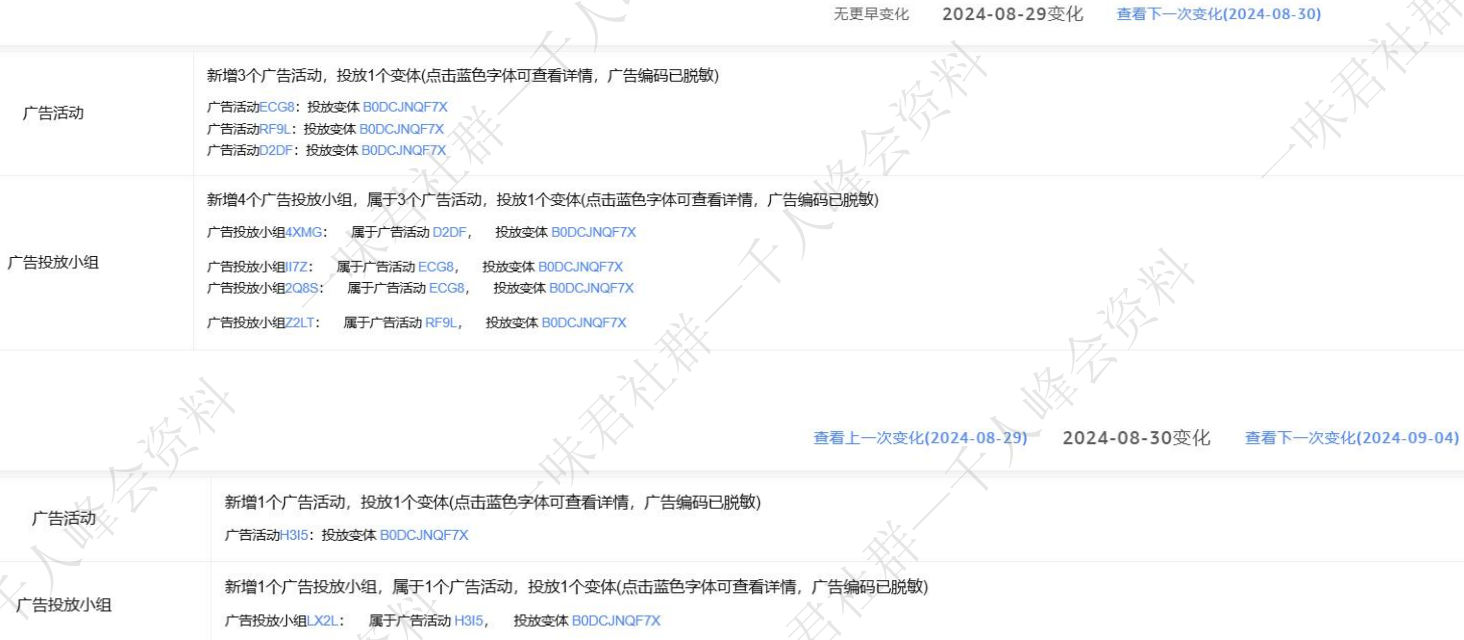 无更早变化 2024-08-29变化 查看下一次变化(2024-08-30)
广告活动
新增3个广告活动，投放1个变体(点击蓝色字体可查看详情，广告编码已脱敏)
广告活动ECG8：投放变体 B0DCJNQF7X
广告活动RF9L：投放变体 B0DCJNQF7X
广告活动D2DF：投放变体 B0DCJNQF7X
广告投放小组
新增4个广告投放小组，属于3个广告活动，投放1个变体(点击蓝色字体可查看详情，广告编码已脱敏)
广告投放小组4XMG： 属于广告活动 D2DF， 投放变体 B0DCJNQF7X
广告投放小组II7Z： 属于广告活动 ECG8， 投放变体 B0DCJNQF7X
广告投放小组2Q8S： 属于广告活动 ECG8， 投放变体 B0DCJNQF7X
广告投放小组Z2LT： 属于广告活动 RF9L， 投放变体 B0DCJNQF7X
查看上一次变化(2024-08-29) 2024-08-30变化 查看下一次变化(2024-09-04)
广告活动
新增1个广告活动，投放1个变体(点击蓝色字体可查看详情，广告编码已脱敏)
广告活动H3I5：投放变体 B0DCJNQF7X
广告投放小组
新增1个广告投放小组，属于1个广告活动，投放1个变体(点击蓝色字体可查看详情，广告编码已脱敏)
广告投放小组LX2L： 属于广告活动 H3I5， 投放变体 B0DCJNQF7X
一味君社群—千人峰会资料